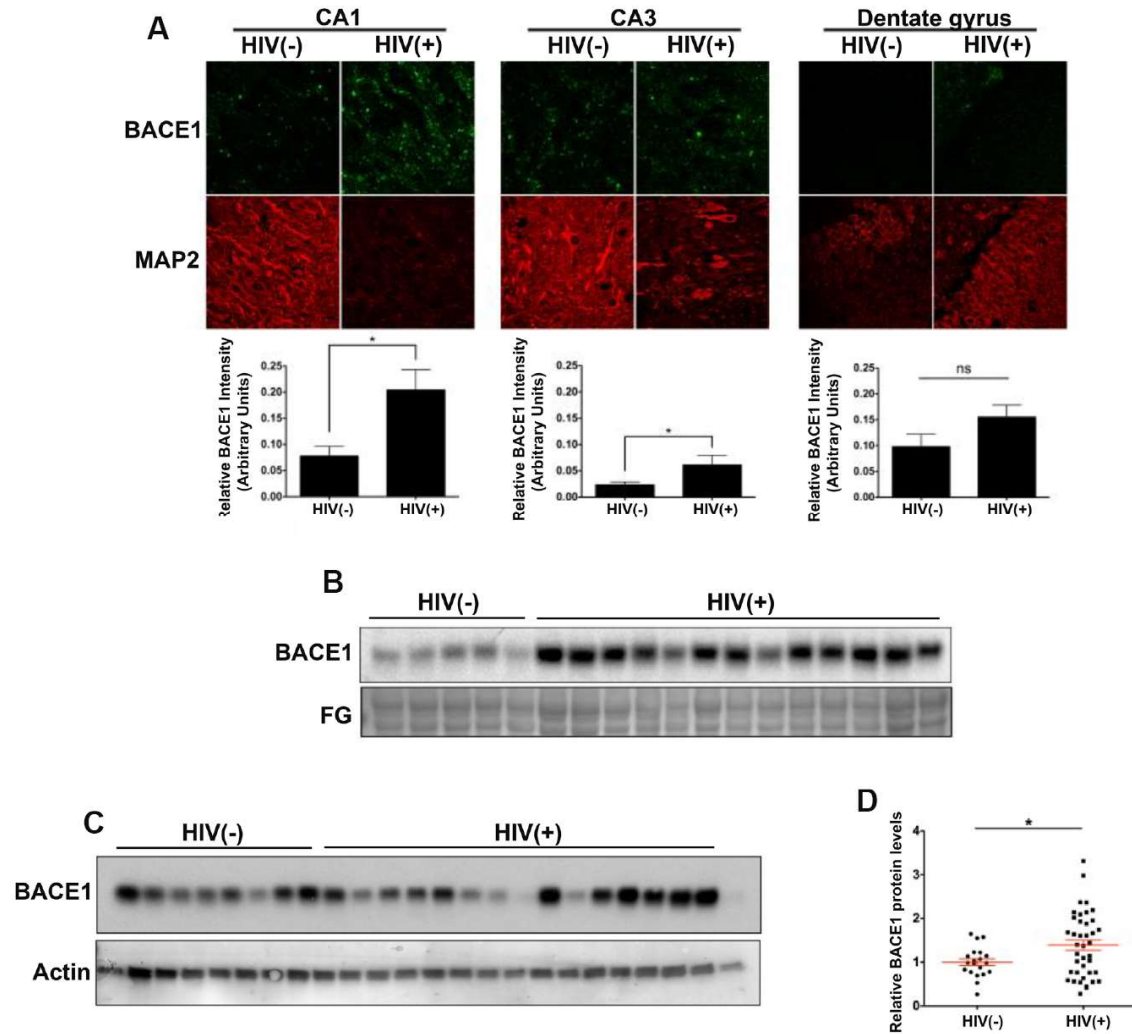 A
CA1 CA3 Dentate gyrus
HIV(-) HIV(+) HIV(-) HIV(+) HIV(-) HIV(+)
BACE1
MAP2
Relative BACE1 Intensity
(Arbitrary Units)
0.25
0.20
0.15
0.10
0.05
0.00
*
HIV(-) HIV(+)
Relative BACE1 Intensity
(Arbitrary Units)
0.25
0.20
0.15
0.10
0.05
0.00
*
HIV(-) HIV(+)
Relative BACE1 Intensity
(Arbitrary Units)
0.25
0.20
0.15
0.10
0.05
0.00
ns
HIV(-) HIV(+)
B
HIV(-) HIV(+)
BACE1
FG
C
HIV(-) HIV(+)
BACE1
Actin
D
Relative BACE1 protein levels
4
3
2
1
0
*
HIV(-) HIV(+)